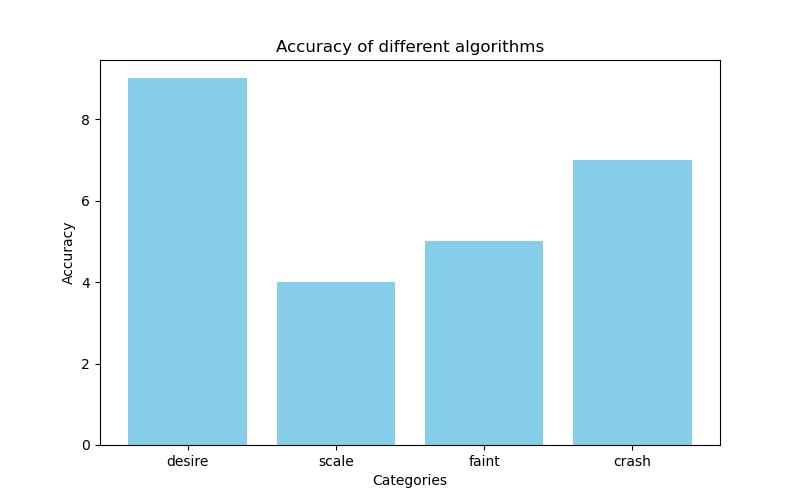 Accuracy of different algorithms
Accuracy
8
6
4
2
0
desire scale faint crash
Categories